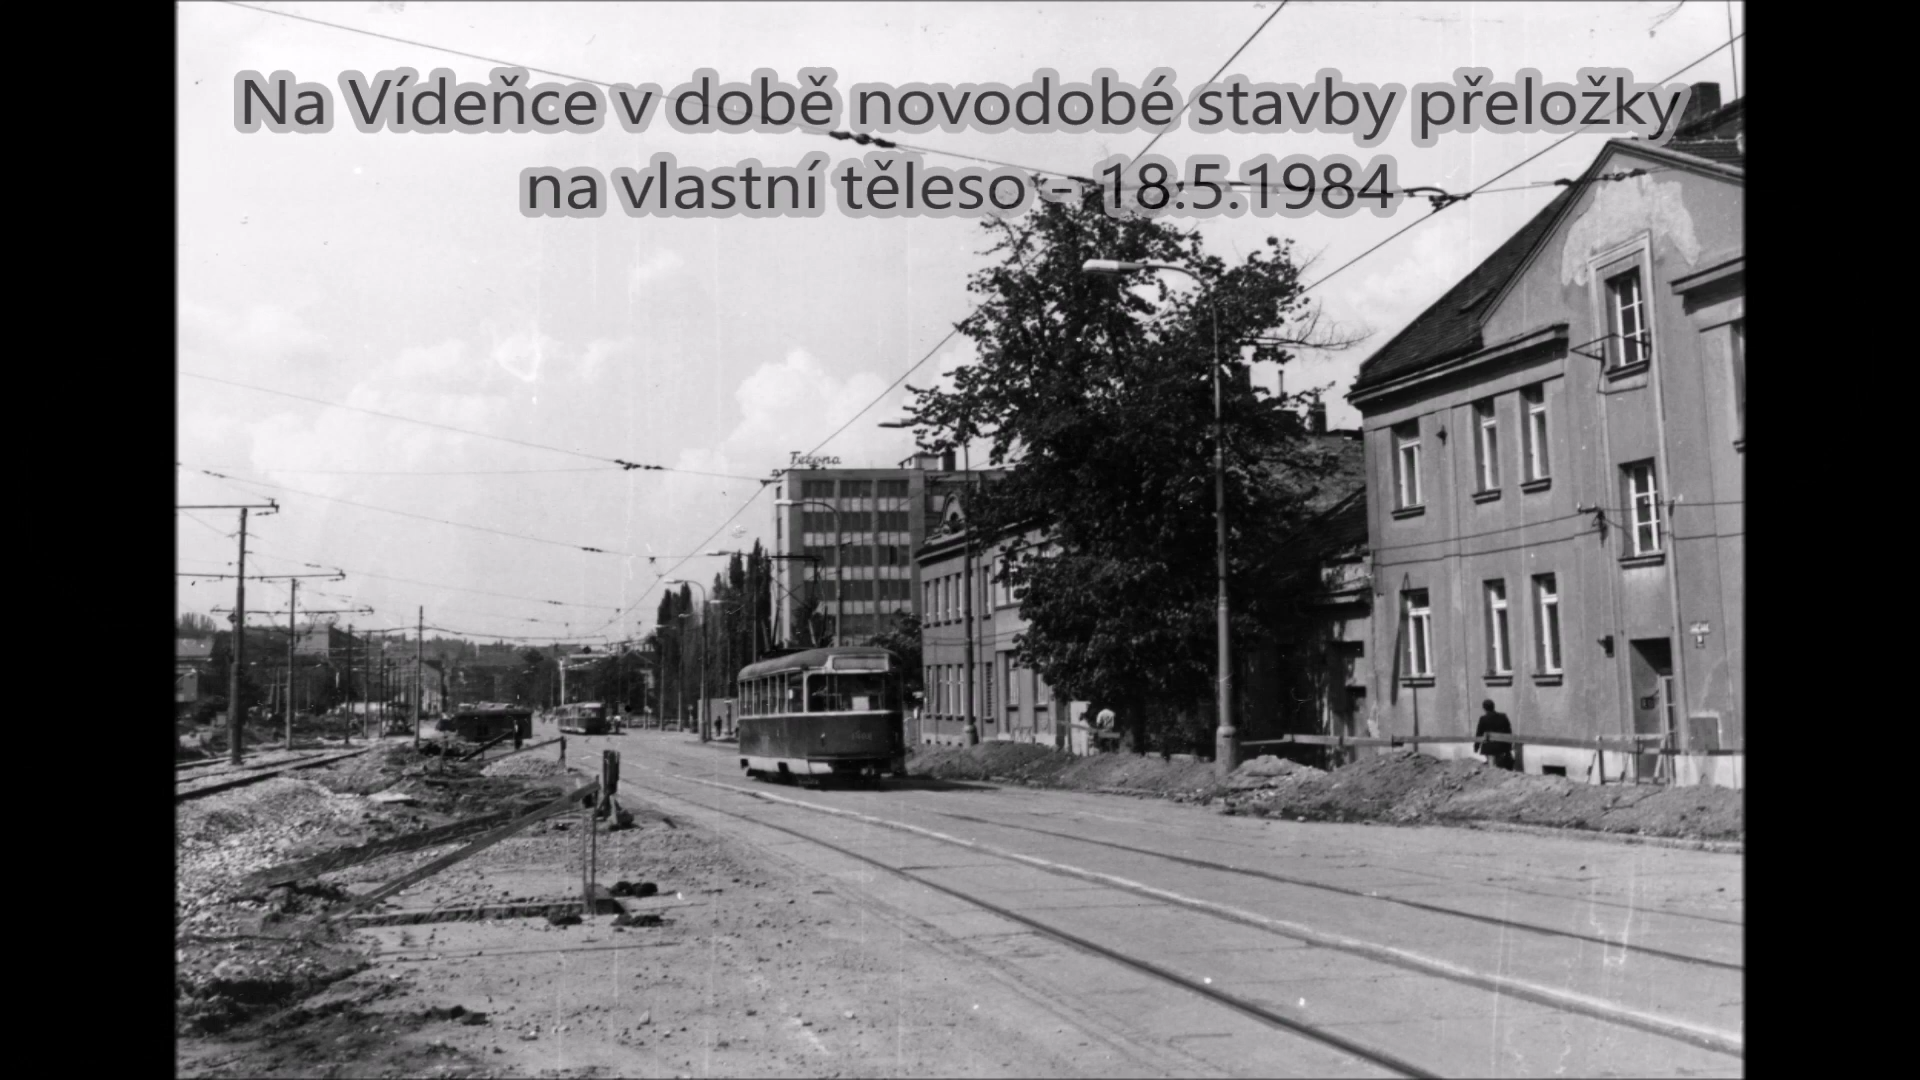 Na Vídeňce v době novodobé stavby přeložky
na vlastní těleso - 18.5.1984